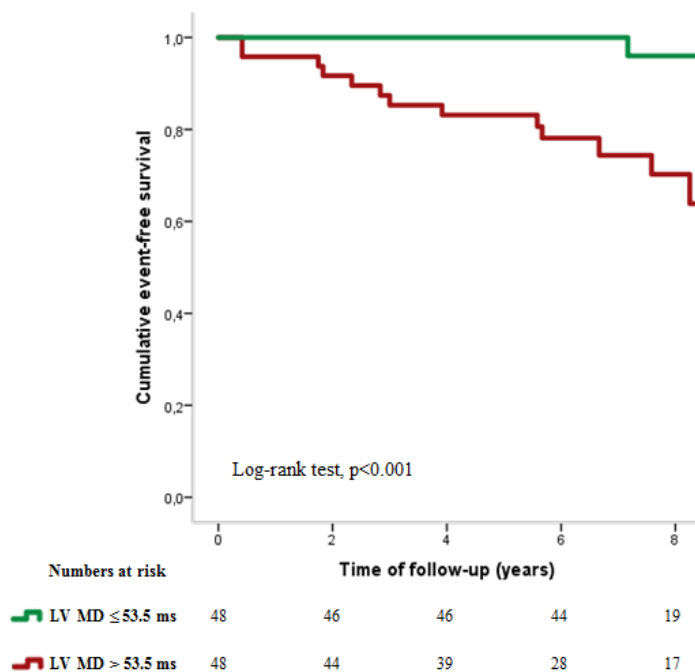 1,0
0,8
0,6
0,4
0,2
0,0
Cumulative event-free survival
Log-rank test, p<0.001
0 2 4 6 8
Time of follow-up (years)
Numbers at risk
LV MD ≤ 53.5 ms 48 46 46 44 19
LV MD > 53.5 ms 48 44 39 28 17